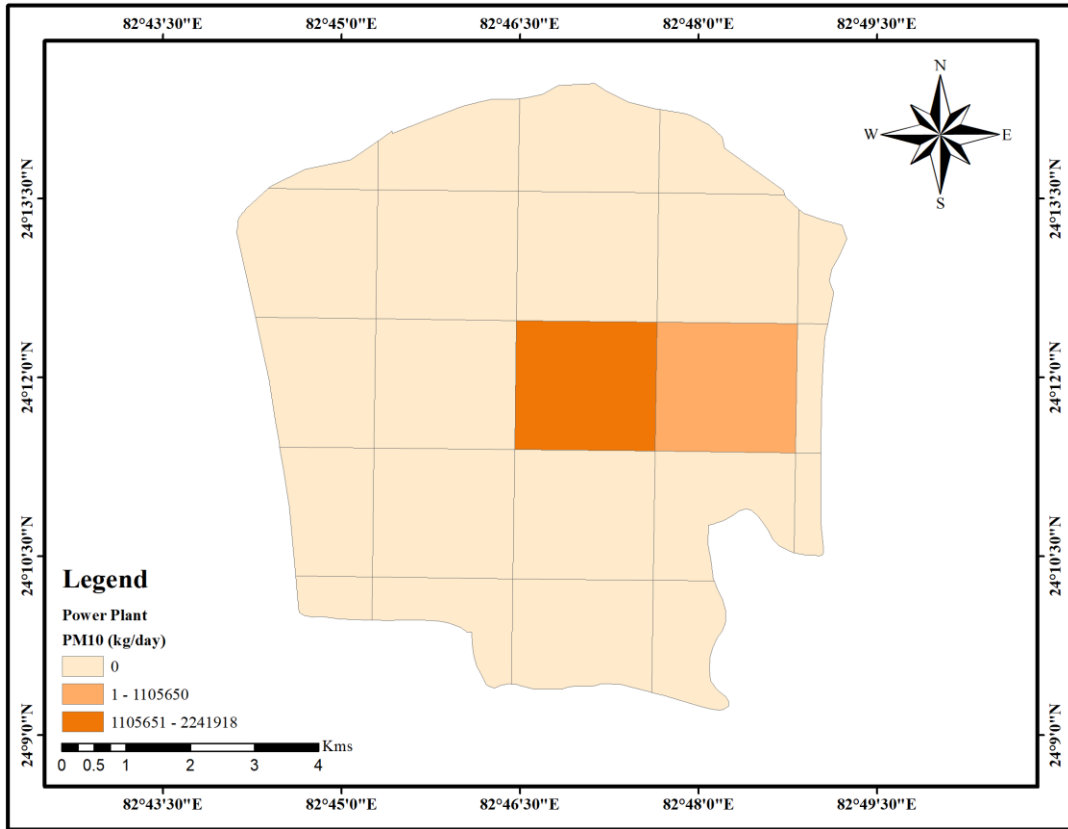 82°43'30"E 82°45'0"E 82°46'30"E 82°48'0"E 82°49'30"E
N
W E
S
24°13'30"N 24°13'30"N
24°12'0"N 24°12'0"N
24°10'30"N 24°10'30"N
24°9'0"N 24°9'0"N
Legend
Power Plant
PM10 (kg/day)
0
1 - 1105650
1105651 - 2241918
Kms
0 0.5 1 2 3 4
82°43'30"E 82°45'0"E 82°46'30"E 82°48'0"E 82°49'30"E